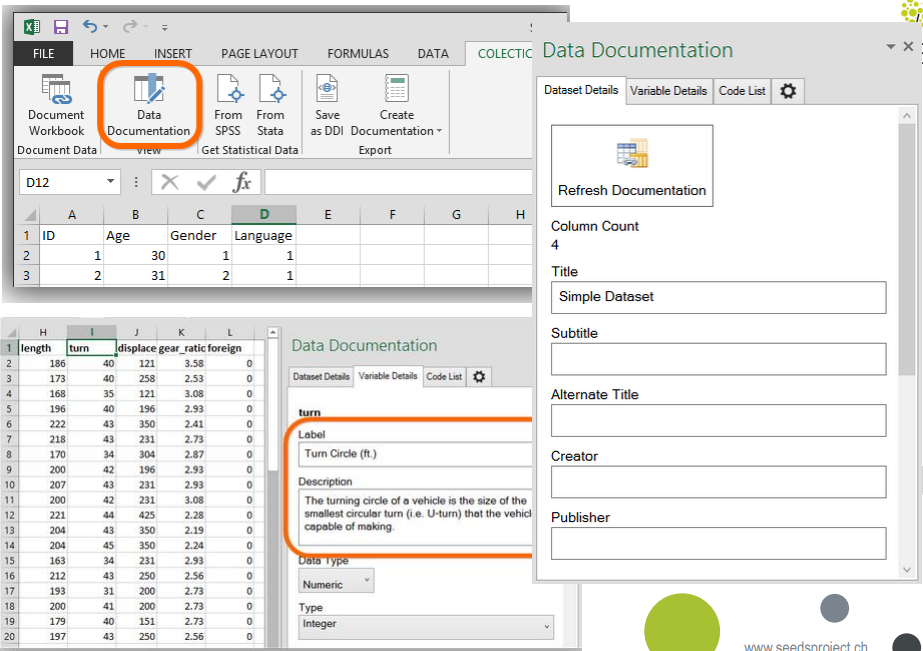 FILE HOME INSERT PAGE LAYOUT FORMULAS DATA COLECTIC
Document Workbook
Data Documentation
From SPSS
From Stata
Save as DDI
Create Documentation
Document Data View Get Statistical Data Export
D12 fx
A B C D E F G H
1 ID Age Gender Language
2 1 30 1 1
3 2 31 2 1
H I J K L
1 length turn displace gear_ratic foreign
2 186 40 121 3.58 0
3 173 40 258 2.53 0
4 168 35 121 3.08 0
5 196 40 196 2.93 0
6 222 43 350 2.41 0
7 218 43 231 2.73 0
8 170 34 304 2.87 0
9 200 42 196 2.93 0
10 207 43 231 2.93 0
11 200 42 231 3.08 0
12 221 44 425 2.28 0
13 204 43 350 2.19 0
14 204 45 350 2.24 0
15 163 34 231 2.93 0
16 212 43 250 2.56 0
17 193 31 200 2.73 0
18 200 41 200 2.73 0
19 179 40 151 2.73 0
20 197 43 250 2.56 0
Data Documentation
Dataset Details Variable Details Code List
turn
Label
Turn Circle (ft.)
Description
The turning circle of a vehicle is the size of the
smallest circular turn (i.e. U-turn) that the vehicl
capable of making.
Data Type
Numeric
Type
Integer
Data Documentation
Dataset Details Variable Details Code List
Refresh Documentation
Column Count
4
Title
Simple Dataset
Subtitle
Alternate Title
Creator
Publisher
www.seedsproject.ch